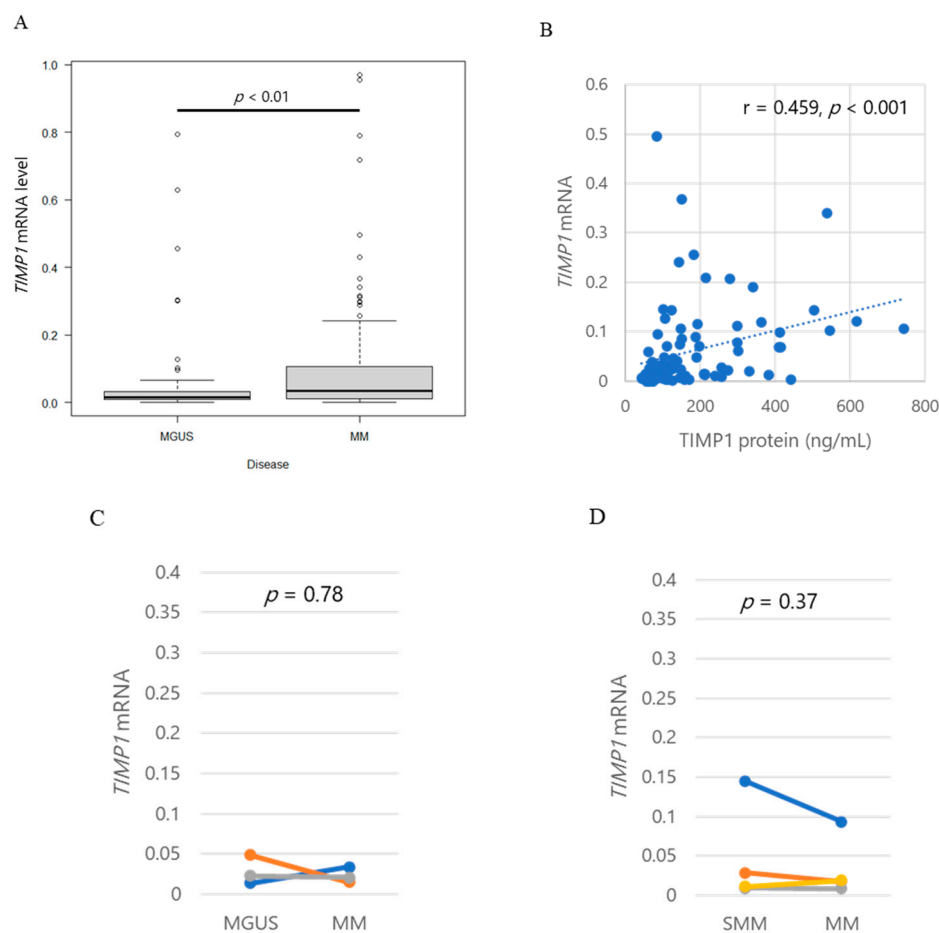 A
1.0
0.8
0.6
0.4
0.2
0.0
TIMP1 mRNA level
p < 0.01
MGUS
MM
Disease
B
0.6
0.5
0.4
0.3
0.2
0.1
0
TIMP1 mRNA
r = 0.459, p < 0.001
0 200 400 600 800
TIMP1 protein (ng/mL)
C
0.4
0.35
0.3
0.25
0.2
0.15
0.1
0.05
0
TIMP1 mRNA
p = 0.78
MGUS MM
D
0.4
0.35
0.3
0.25
0.2
0.15
0.1
0.05
0
TIMP1 mRNA
p = 0.37
SMM MM